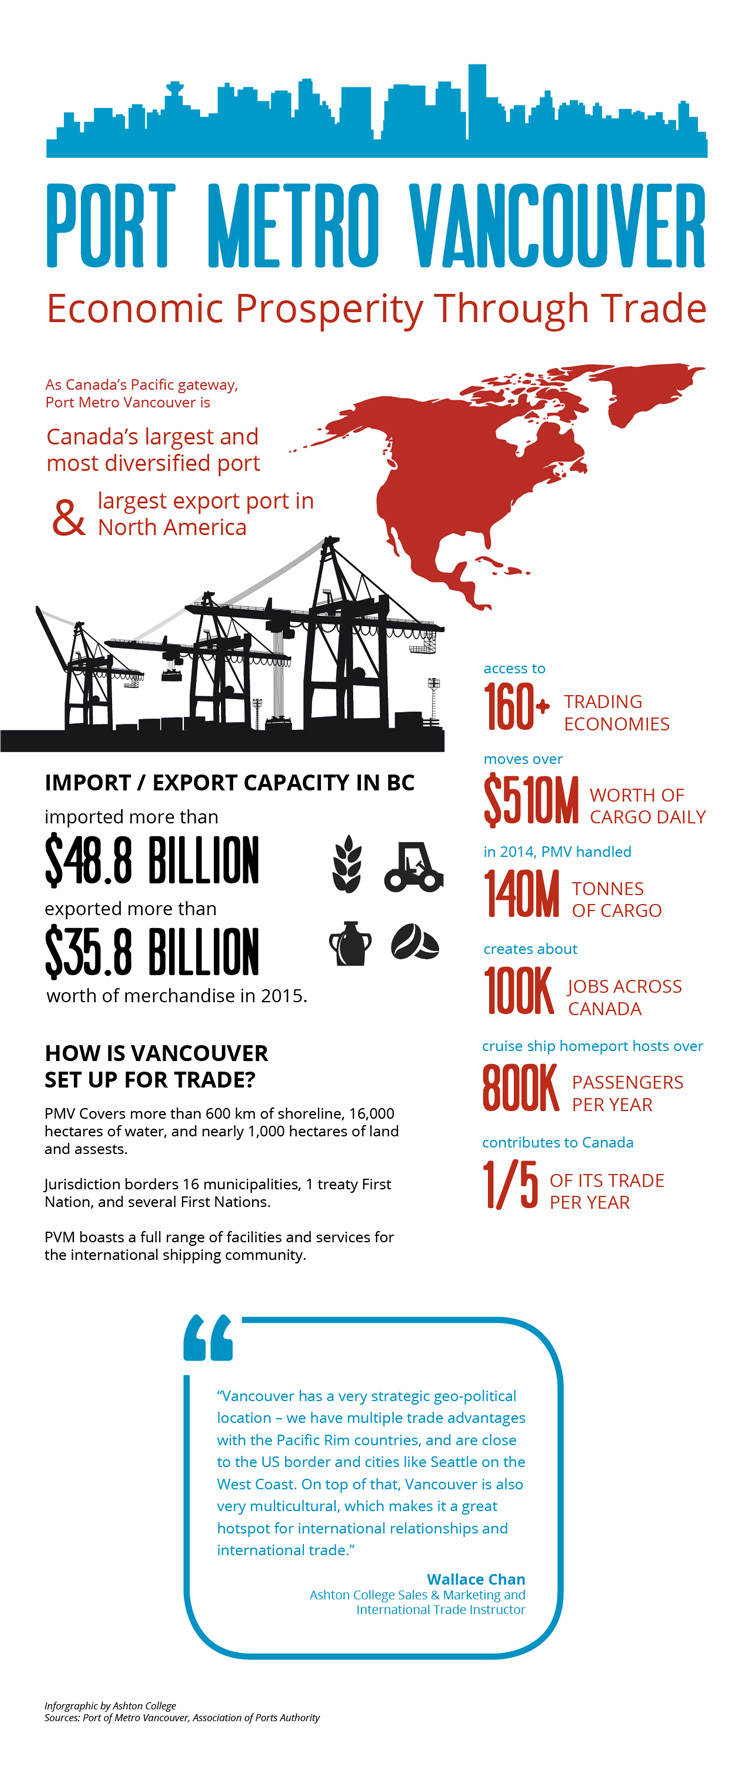 PORT METRO VANCOUVER
Economic Prosperity Through Trade
As Canada's Pacific gateway,
Port Metro Vancouver is
Canada's largest and
most diversified port
& largest export port in
North America
access to
160+ TRADING
ECONOMIES
moves over
$510M WORTH OF
CARGO DAILY
in 2014, PMV handled
140M TONNES
OF CARGO
creates about
100K JOBS ACROSS
CANADA
cruise ship homeport hosts over
800K PASSENGERS
PER YEAR
contributes to Canada
1/5 OF ITS TRADE
PER YEAR
IMPORT / EXPORT CAPACITY IN BC
imported more than
$48.8 BILLION
exported more than
$35.8 BILLION
worth of merchandise in 2015.
HOW IS VANCOUVER
SET UP FOR TRADE?
PMV Covers more than 600 km of shoreline, 16,000
hectares of water, and nearly 1,000 hectares of land
and assests.
Jurisdiction borders 16 municipalities, 1 treaty First
Nation, and several First Nations.
PVM boasts a full range of facilities and services for
the international shipping community.
“Vancouver has a very strategic geo-political
location – we have multiple trade advantages
with the Pacific Rim countries, and are close
to the US border and cities like Seattle on the
West Coast. On top of that, Vancouver is also
very multicultural, which makes it a great
hotspot for international relationships and
international trade.”
Wallace Chan
Ashton College Sales & Marketing and
International Trade Instructor
Inforgraphic by Ashton College
Sources: Port of Metro Vancouver, Association of Ports Authority